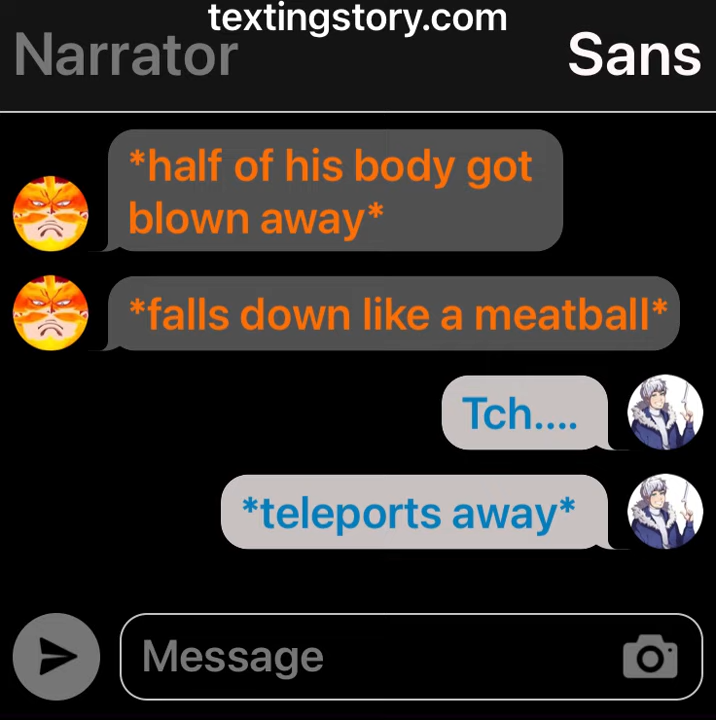 textingstory.com
Narrator
Sans
*half of his body got
blown away*
*falls down like a meatball*
Tch....
*teleports away*
Message